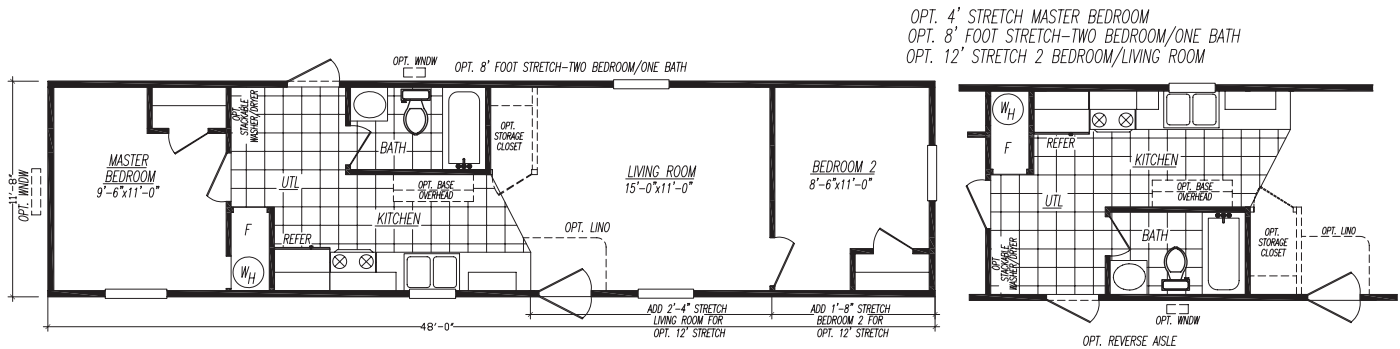 OPT. 4' STRETCH MASTER BEDROOM
OPT. 8' FOOT STRETCH-TWO BEDROOM/ONE BATH
OPT. 12' STRETCH 2 BEDROOM/LIVING ROOM
OPT. WNDW
OPT. 8' FOOT STRETCH-TWO BEDROOM/ONE BATH
11'-8"
OPT. WNDW
MASTER
BEDROOM
9'-6"x11'-0"
OPT.
STACKABLE
WASHER/DRYER
UTL
BATH
OPT. BASE
OVERHEAD
KITCHEN
F
WH
REFER
OPT.
STORAGE
CLOSET
LIVING ROOM
15'-0"x11'-0"
OPT. LINO
BEDROOM 2
8'-6"x11'-0"
48'-0"
ADD 2'-4" STRETCH
LIVING ROOM FOR
OPT. 12' STRETCH
ADD 1'-8" STRETCH
BEDROOM 2 FOR
OPT. 12' STRETCH
WH
F
REFER
KITCHEN
OPT. BASE
OVERHEAD
UTL
BATH
OPT.
STACKABLE
WASHER/DRYER
OPT.
STORAGE
CLOSET
OPT. LINO
OPT. WNDW
OPT. REVERSE AISLE